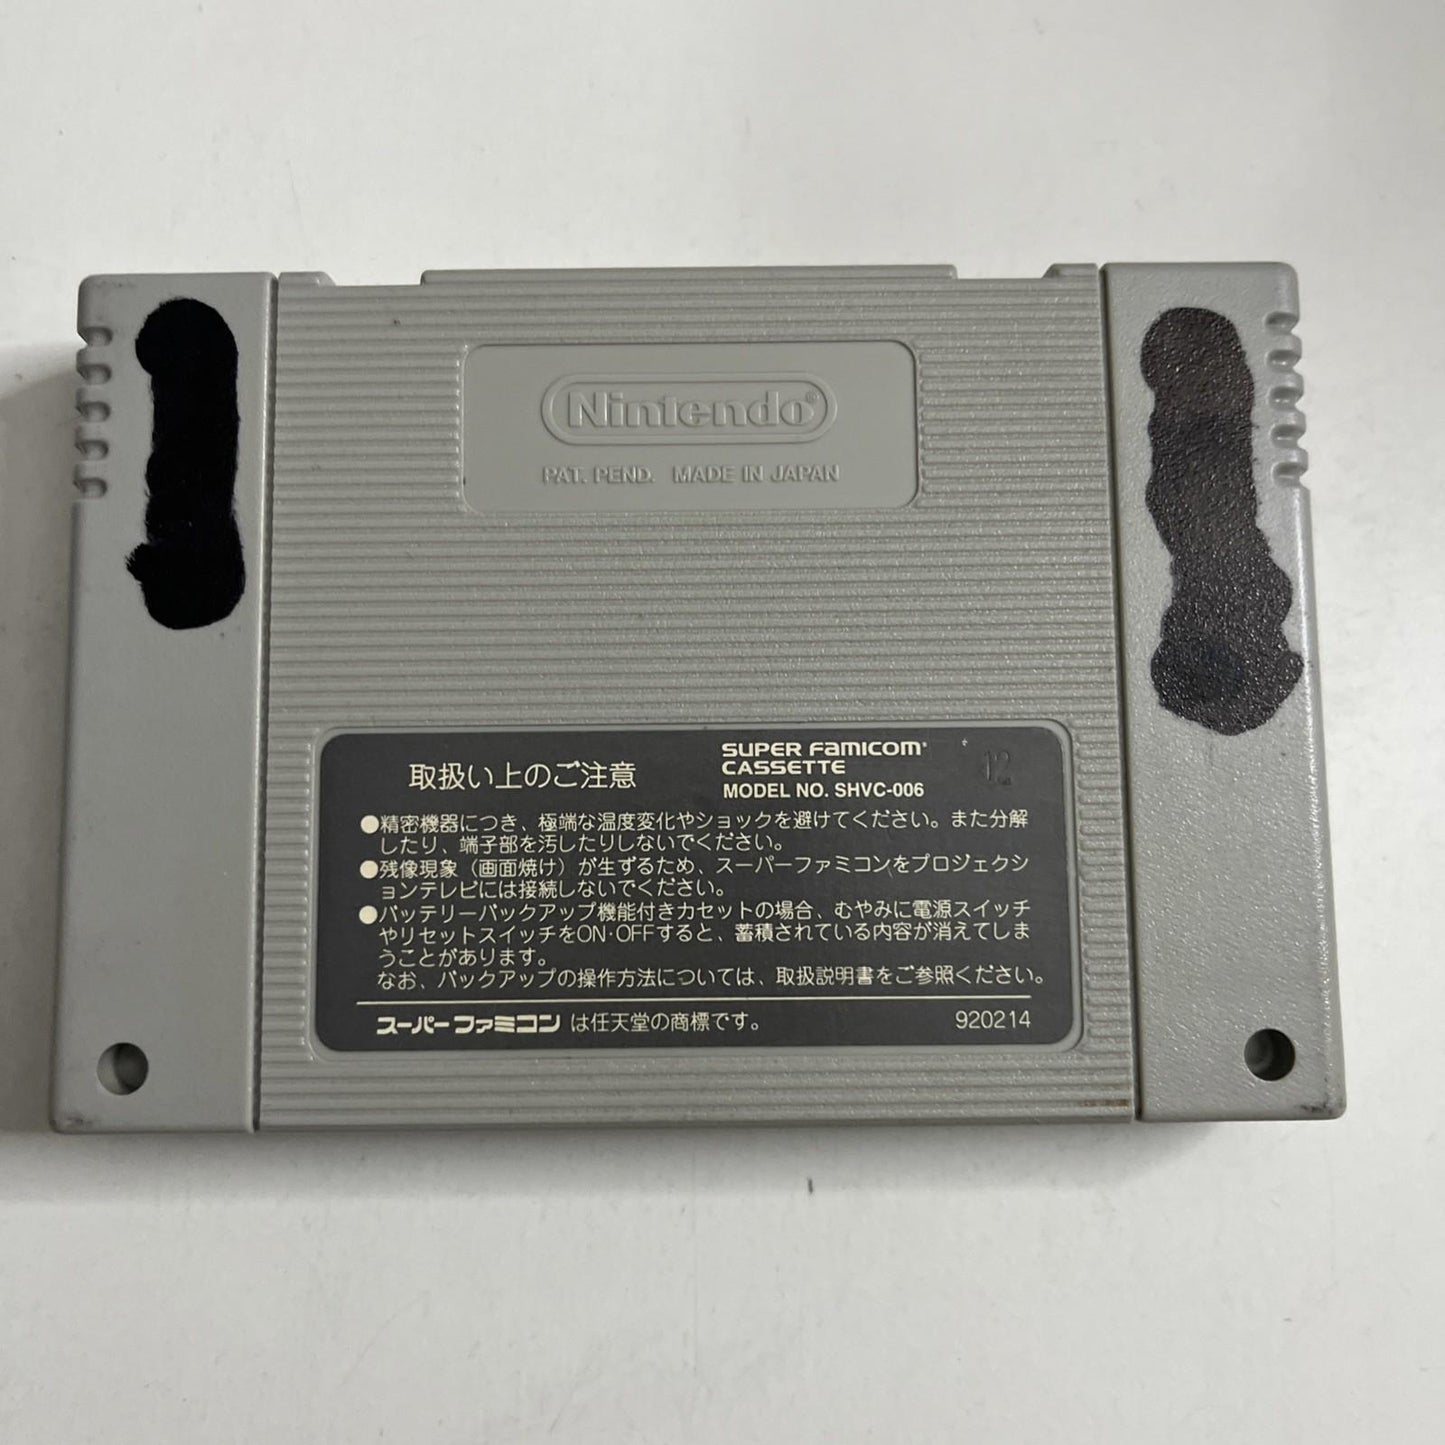 Nintendo®
PAT. PEND. MADE IN JAPAN
取扱い上のご注意
SUPER FAMICOM
CASSETTE
MODEL NO. SHVC-006
12
●精密機器につき、極端な温度変化やショックを避けてください。また分解
したり、端子部を汚したりしないでください。
●残像現象（画面焼け）が生ずるため、スーパーファミコンをプロジェクシ
ョンテレビには接続しないでください。
●バッテリーバックアップ機能付きカセットの場合、むやみに電源スイッチ
やリセットスイッチをON・OFFすると、蓄積されている内容が消えてしま
うことがあります。
なお、バックアップの操作方法については、取扱説明書をご参照ください。
スーパーファミコンは任天堂の商標です。
920214